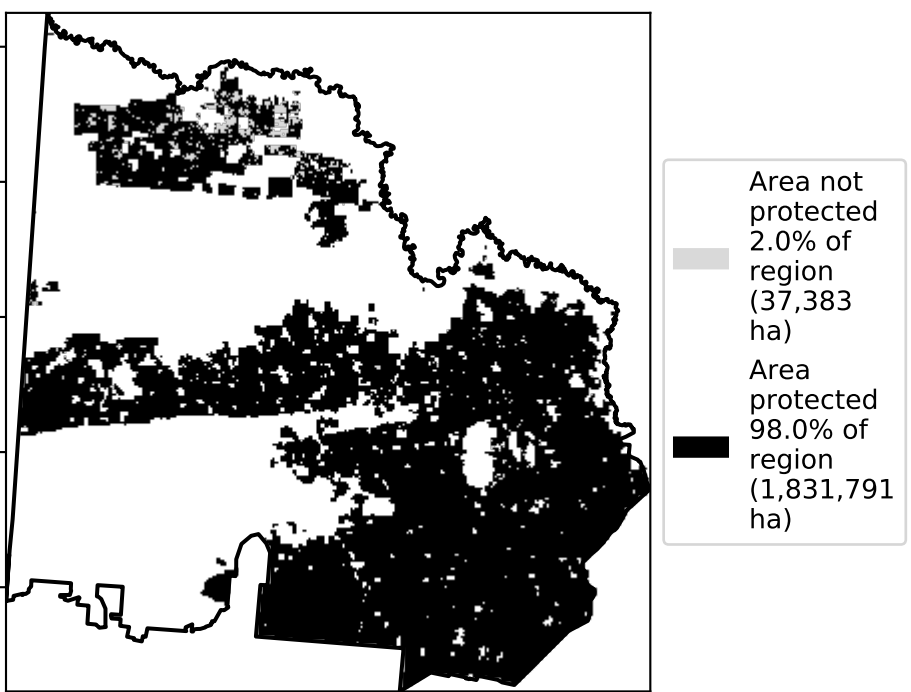 Area not
protected
2.0% of
region
(37,383
ha)
Area
protected
98.0% of
region
(1,831,791
ha)